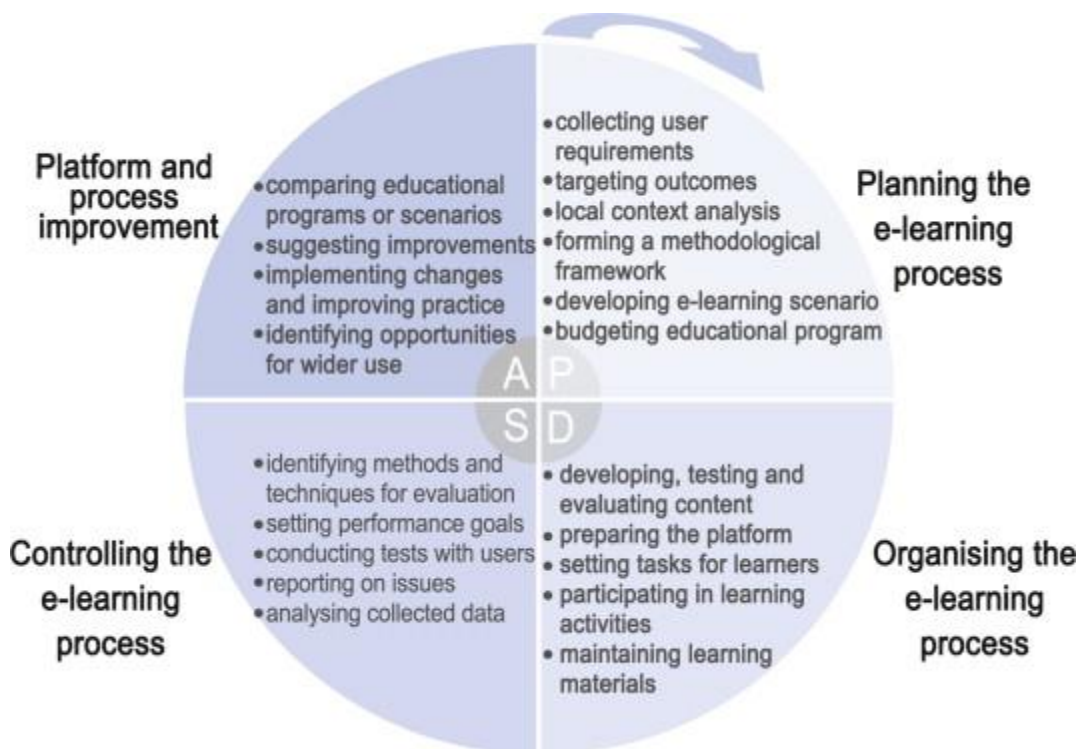 Platform and
process
improvement
•comparing educational
programs or scenarios
•suggesting improvements
•implementing changes
and improving practice
•identifying opportunities
for wider use
•collecting user
requirements
•targeting outcomes
•local context analysis
•forming a methodological
framework
•developing e-learning scenario
•budgeting educational program
Planning the
e-learning
process
A P
S D
Controlling the
e-learning
process
•identifying methods and
techniques for evaluation
•setting performance goals
•conducting tests with users
•reporting on issues
•analysing collected data
• developing, testing and
evaluating content
• preparing the platform
• setting tasks for learners
• participating in learning
activities
• maintaining learning
materials
Organising the
e-learning
process